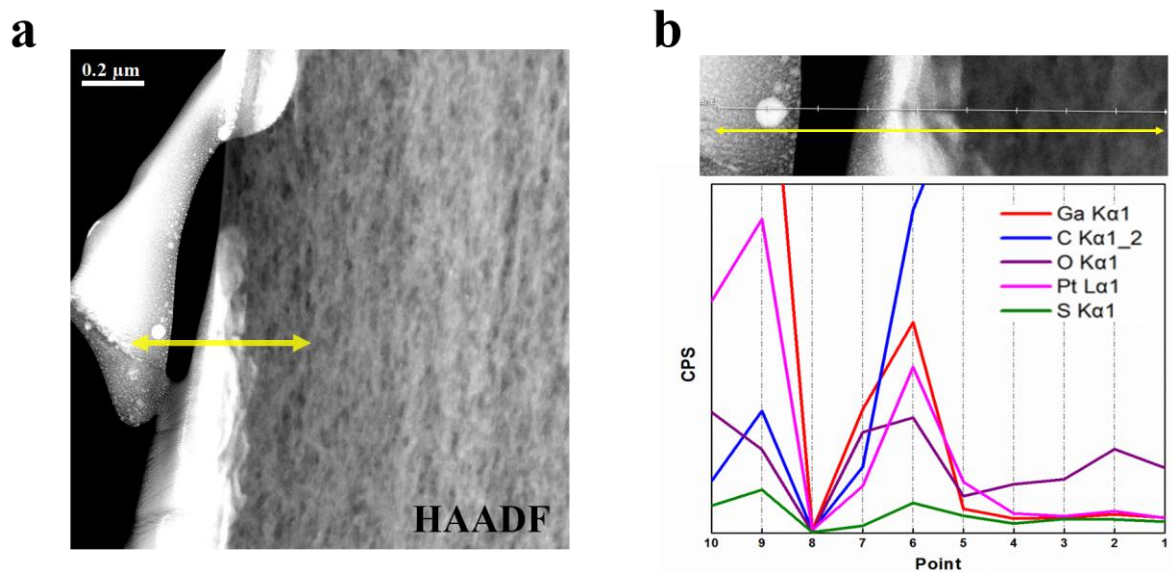 a
0.2 µm
HAADF
b
Ga Kα1
C Kα1_2
O Kα1
Pt Lα1
S Kα1
CPS
10 9 8 7 6 5 4 3 2 1
Point